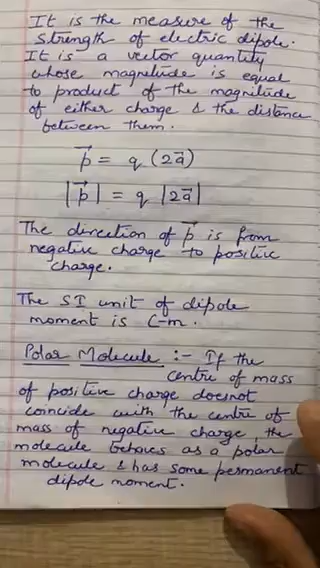 It is the measure of the
strength of electric dipole.
It is a vector quantity
whose magnetude is equal
to product of the magnitude
of either charge & the distance
between them.
p⃗ = q (2a⃗)
|p⃗| = q |2a⃗|
The direction of p⃗ is from
negative charge to positive
charge.
The SI unit of dipole
moment is C-m.
Polar Molecule :- If the
centre of mass
of positive charge doesnot
coincide with the centre of
mass of negative charge, the
molecule behaves as a polar
molecule & has some permanent
dipole moment.